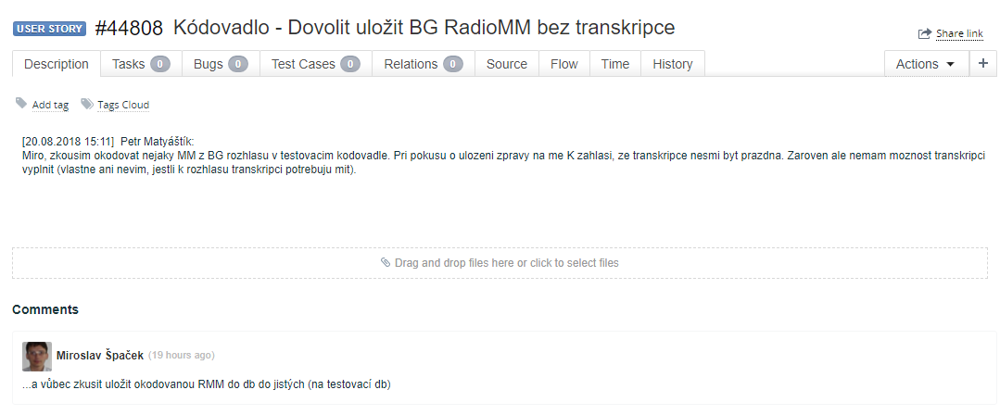 USER STORY #44808 Kódovadlo - Dovolit uložit BG RadioMM bez transkripce
Share link
Description Tasks 0 Bugs 0 Test Cases 0 Relations 0 Source Flow Time History Actions +
Add tag Tags Cloud
[20.08.2018 15:11] Petr Matyáštík:
Miro, zkousim okodovat nejaky MM z BG rozhlasu v testovacim kodovadle. Pri pokusu o ulozeni zpravy na me K zahlasi, ze transkripce nesmi byt prazdna. Zaroven ale nemam moznost transkripci
vyplnit (vlastne ani nevim, jestli k rozhlasu transkripci potrebuju mit).
Drag and drop files here or click to select files
Comments
Miroslav Špaček (19 hours ago)
...a vůbec zkusit uložit okodovanou RMM do db do jistých (na testovací db)